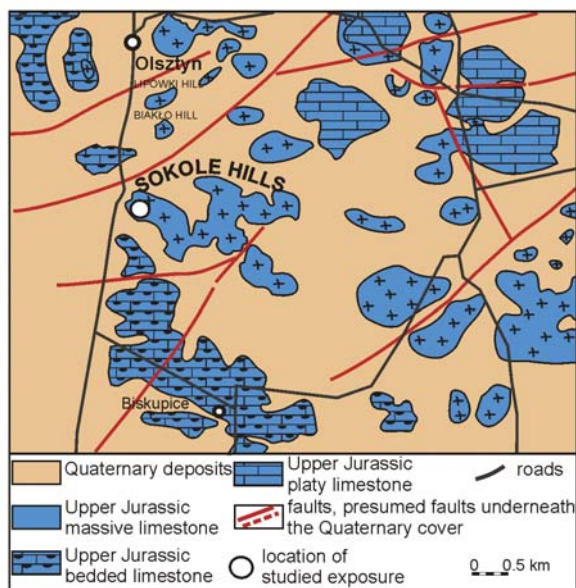 Olsztyn
LIPÓWKI HILL
BIAKŁO HILL
SOKOLE HILLS
Biskupice
Quaternary deposits
Upper Jurassic
massive limestone
Upper Jurassic
bedded limestone
Upper Jurassic
platy limestone
faults, presumed faults underneath
the Quaternary cover
location of
studied exposure
roads
0 0.5 km